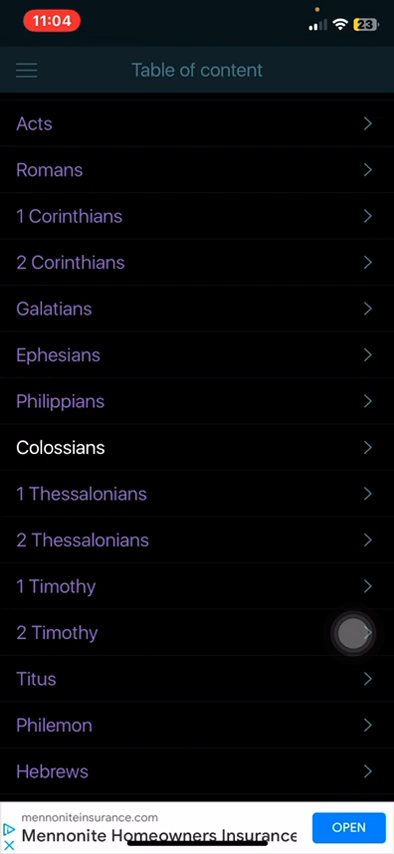 11:04
23
Table of content
Acts
Romans
1 Corinthians
2 Corinthians
Galatians
Ephesians
Philippians
Colossians
1 Thessalonians
2 Thessalonians
1 Timothy
2 Timothy
Titus
Philemon
Hebrews
mennoniteinsurance.com
Mennonite Homeowners Insurance
OPEN